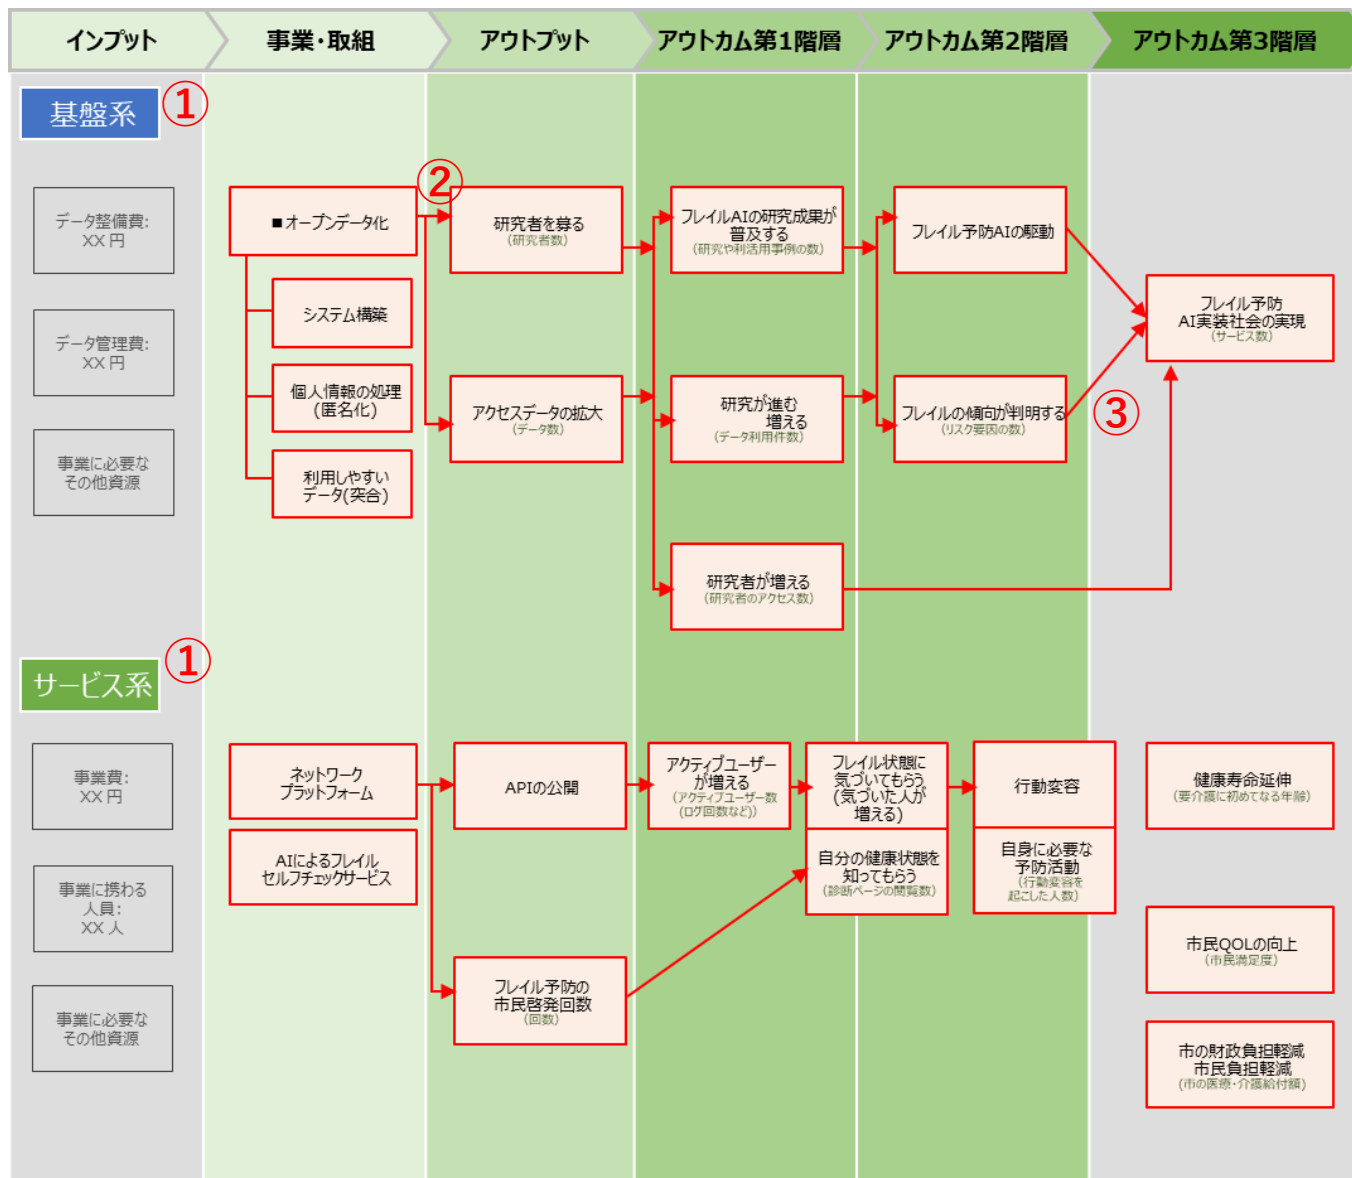 インプット
事業・取組
アウトプット
アウトカム第1階層
アウトカム第2階層
アウトカム第3階層
基盤系
①
データ整備費:
XX 円
データ管理費:
XX 円
事業に必要な
その他資源
■オープンデータ化
システム構築
個人情報の処理
(匿名化)
利用しやすい
データ(突合)
②
研究者を募る
(研究者数)
アクセスデータの拡大
(データ数)
フレイルAIの研究成果が
普及する
(研究や利活用事例の数)
研究が進む
増える
(データ利用件数)
研究者が増える
(研究者のアクセス数)
フレイル予防AIの駆動
フレイルの傾向が判明する
(リスク要因の数)
③
フレイル予防
AI実装社会の実現
(サービス数)
サービス系
①
事業費:
XX 円
事業に携わる
人員:
XX 人
事業に必要な
その他資源
ネットワーク
プラットフォーム
AIによるフレイル
セルフチェックサービス
APIの公開
フレイル予防の
市民啓発回数
(回数)
アクティブユーザー
が増える
(アクティブユーザー数
(ログ回数など))
フレイル状態に
気づいてもらう
(気づいた人が
増える)
自分の健康状態を
知ってもらう
(診断ページの閲覧数)
行動変容
自身に必要な
予防活動
(行動変容を
起こした人数)
健康寿命延伸
(要介護に初めてなる年齢)
市民QOLの向上
(市民満足度)
市の財政負担軽減
市民負担軽減
(市の医療・介護給付額)